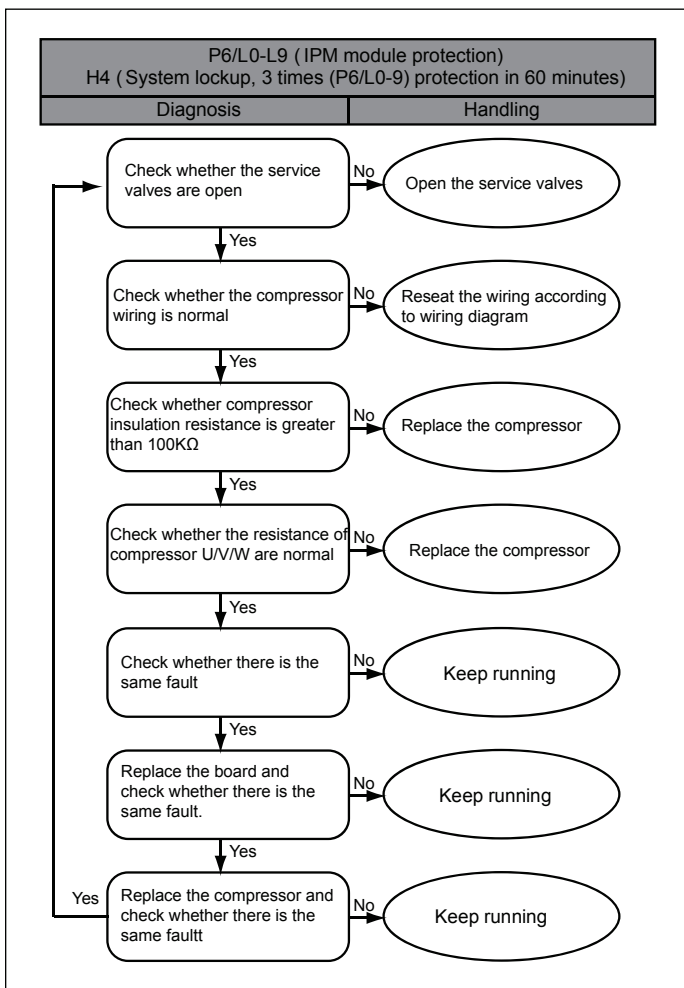 P6/L0-L9 (IPM module protection)
H4 (System lockup, 3 times (P6/L0-9) protection in 60 minutes)
Diagnosis
Handling
Check whether the service
valves are open
No
Open the service valves
Yes
Check whether the compressor
wiring is normal
No
Reseat the wiring according
to wiring diagram
Yes
Check whether compressor
insulation resistance is greater
than 100KΩ
No
Replace the compressor
Yes
Check whether the resistance of
compressor U/V/W are normal
No
Replace the compressor
Yes
Check whether there is the
same fault
No
Keep running
Yes
Replace the board and
check whether there is the
same fault.
No
Keep running
Yes
Yes
Replace the compressor and
check whether there is the
same faultt
No
Keep running